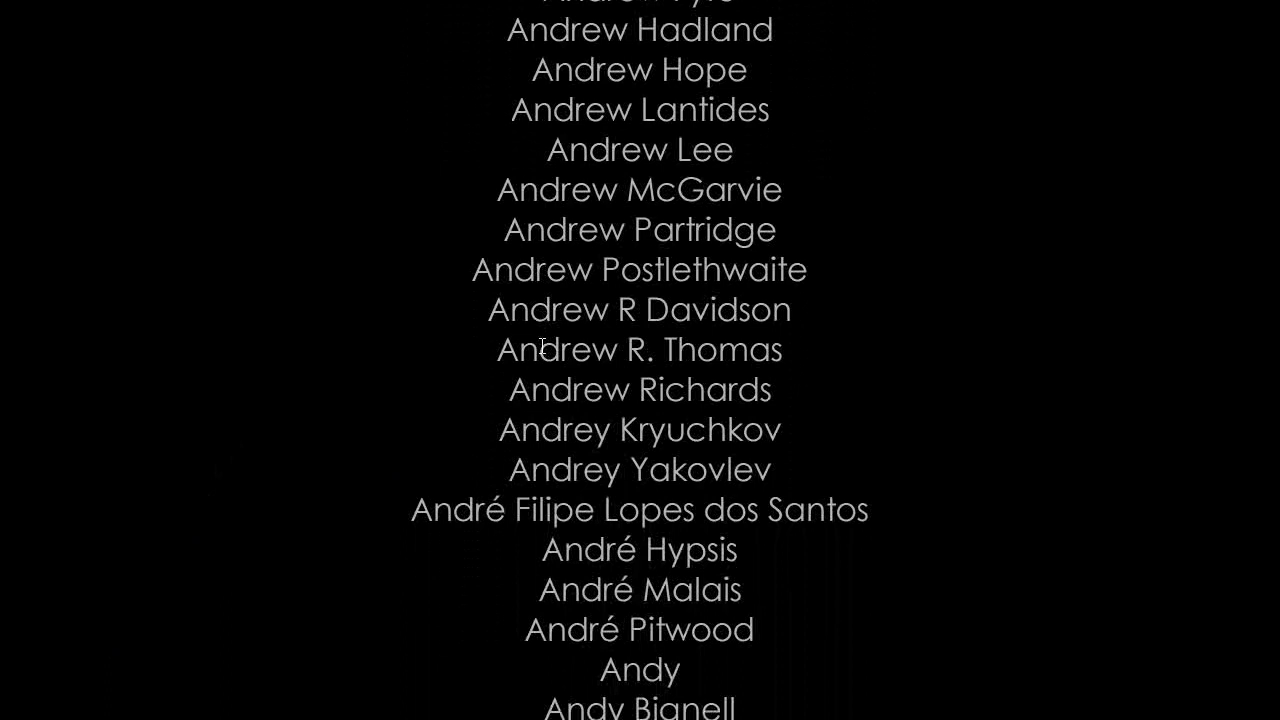 Andrew Hadland
Andrew Hope
Andrew Lantides
Andrew Lee
Andrew McGarvie
Andrew Partridge
Andrew Postlethwaite
Andrew R Davidson
Andrew R. Thomas
Andrew Richards
Andrey Kryuchkov
Andrey Yakovlev
André Filipe Lopes dos Santos
André Hypsis
André Malais
André Pitwood
Andy
Andy Bignell